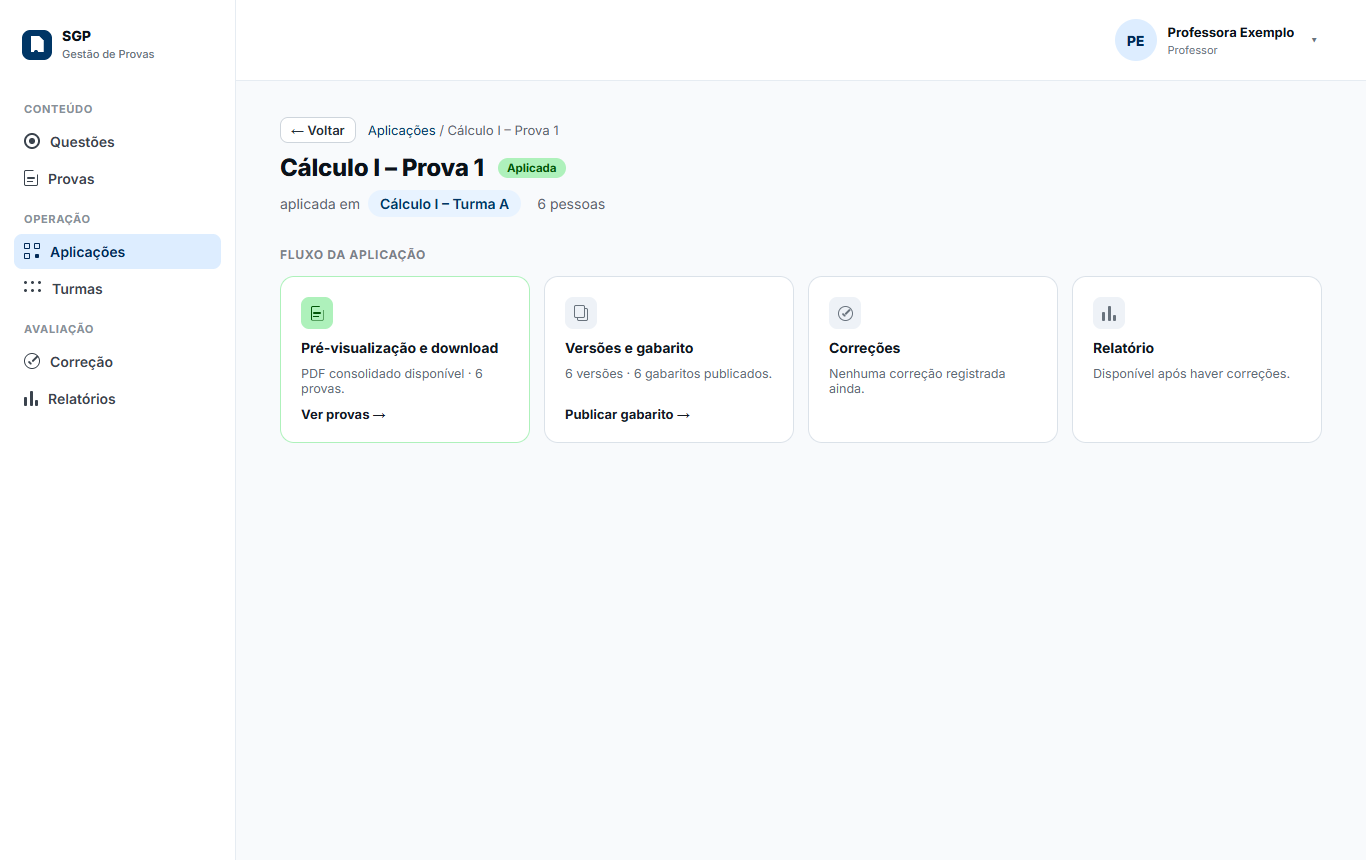 SGP
Gestão de Provas
PE
Professora Exemplo
Professor
CONTEÚDO
Questões
Provas
OPERAÇÃO
Aplicações
Turmas
AVALIAÇÃO
Correção
Relatórios
← Voltar
Aplicações / Cálculo I – Prova 1
Cálculo I – Prova 1
Aplicada
aplicada em Cálculo I – Turma A 6 pessoas
FLUXO DA APLICAÇÃO
Pré-visualização e download
PDF consolidado disponível · 6
provas.
Ver provas →
Versões e gabarito
6 versões · 6 gabaritos publicados.
Publicar gabarito →
Correções
Nenhuma correção registrada
ainda.
Relatório
Disponível após haver correções.